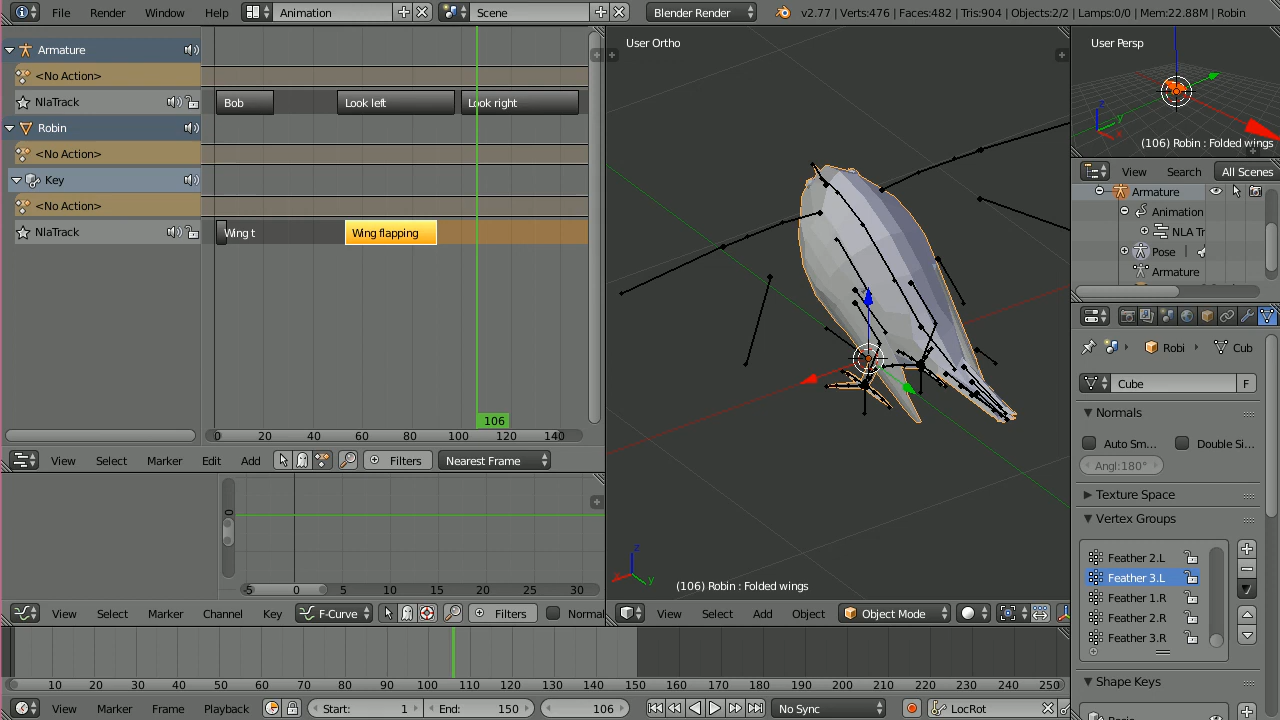 File Render Window Help Animation Scene Blender Render v2.77 | Verts:476 | Faces:482 | Tris:904 | Objects:2/2 | Lamps:0/0 | Mem:22.88M | Robin
Armature
<No Action>
NlaTrack
Bob Look left Look right
Robin
<No Action>
Key
<No Action>
NlaTrack
Wing t Wing flapping
106
0 20 40 60 80 100 120 140
View Select Marker Edit Add Filters Nearest Frame
0
-5 0 5 10 15 20 25 30
View Select Marker Channel Key F-Curve Filters Normal
User Ortho
z
x y
(106) Robin : Folded wings
View Select Add Object Object Mode
User Persp
z
y
x
(106) Robin : Folded wings
View Search All Scenes
Armature
Animation
NLA Tr
Pose
Armature
Robi Cub
Cube F
Normals
Auto Sm... Double Si...
Angl:180°
Texture Space
Vertex Groups
Feather 2.L
Feather 3.L
Feather 1.R
Feather 2.R
Feather 3.R
Shape Keys
10 20 30 40 50 60 70 80 90 100 110 120 130 140 150 160 170 180 190 200 210 220 230 240 250
View Marker Frame Playback Start: 1 End: 150 106 No Sync LocRot